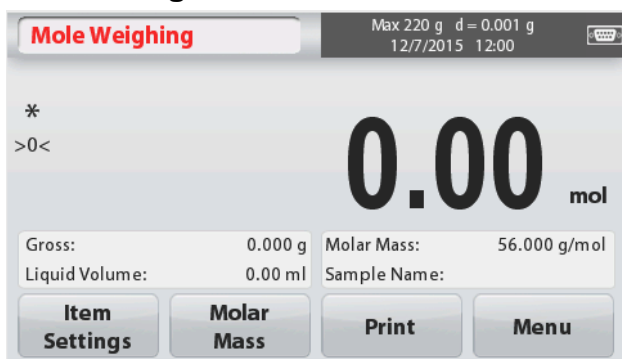 Mole Weighing
Max 220 g d = 0.001 g
12/7/2015 12:00
*
>0<
0.00 mol
Gross: 0.000 g
Liquid Volume: 0.00 ml
Molar Mass: 56.000 g/mol
Sample Name:
Item Settings
Molar Mass
Print
Menu